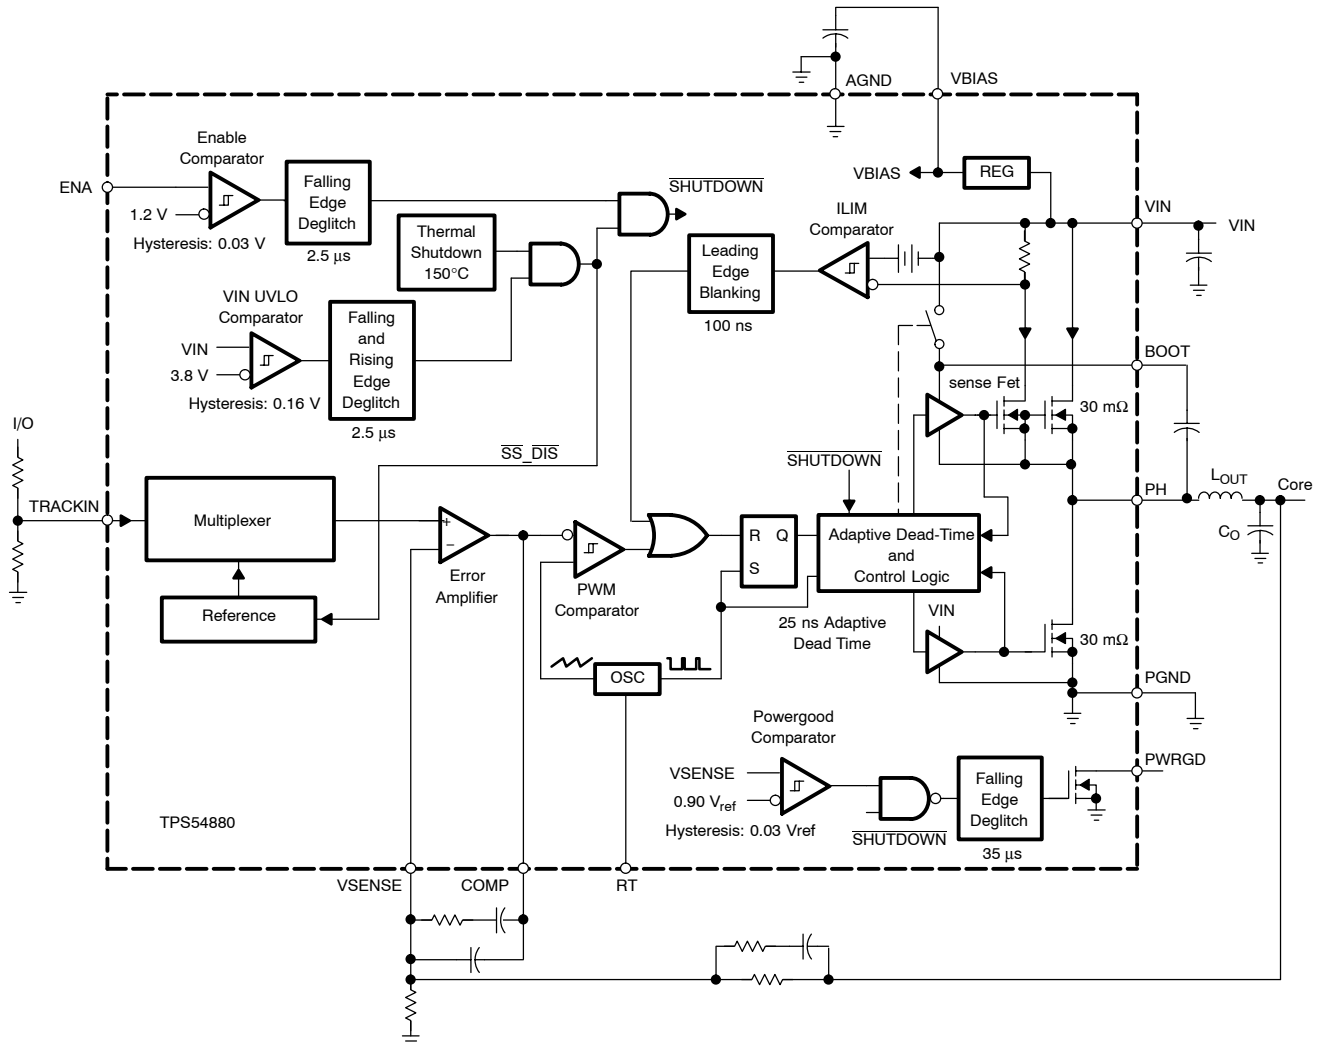 AGND
VBIAS
Enable
Comparator
ENA
1.2 V
Hysteresis: 0.03 V
Falling
Edge
Deglitch
2.5 μs
Thermal
Shutdown
150°C
SHUTDOWN
VBIAS
REG
ILIM
Comparator
Leading
Edge
Blanking
100 ns
VIN
VIN
VIN UVLO
Comparator
VIN
3.8 V
Hysteresis: 0.16 V
Falling
and
Rising
Edge
Deglitch
2.5 μs
BOOT
sense Fet
30 mΩ
I/O
SS_DIS
SHUTDOWN
TRACKIN
Multiplexer
Reference
Error
Amplifier
+
−
PWM
Comparator
R Q
S
Adaptive Dead-Time
and
Control Logic
25 ns Adaptive
Dead Time
PH
LOUT
Core
CO
VIN
30 mΩ
OSC
PGND
Powergood
Comparator
VSENSE
0.90 Vref
Hysteresis: 0.03 Vref
SHUTDOWN
Falling
Edge
Deglitch
35 μs
PWRGD
TPS54880
VSENSE
COMP
RT